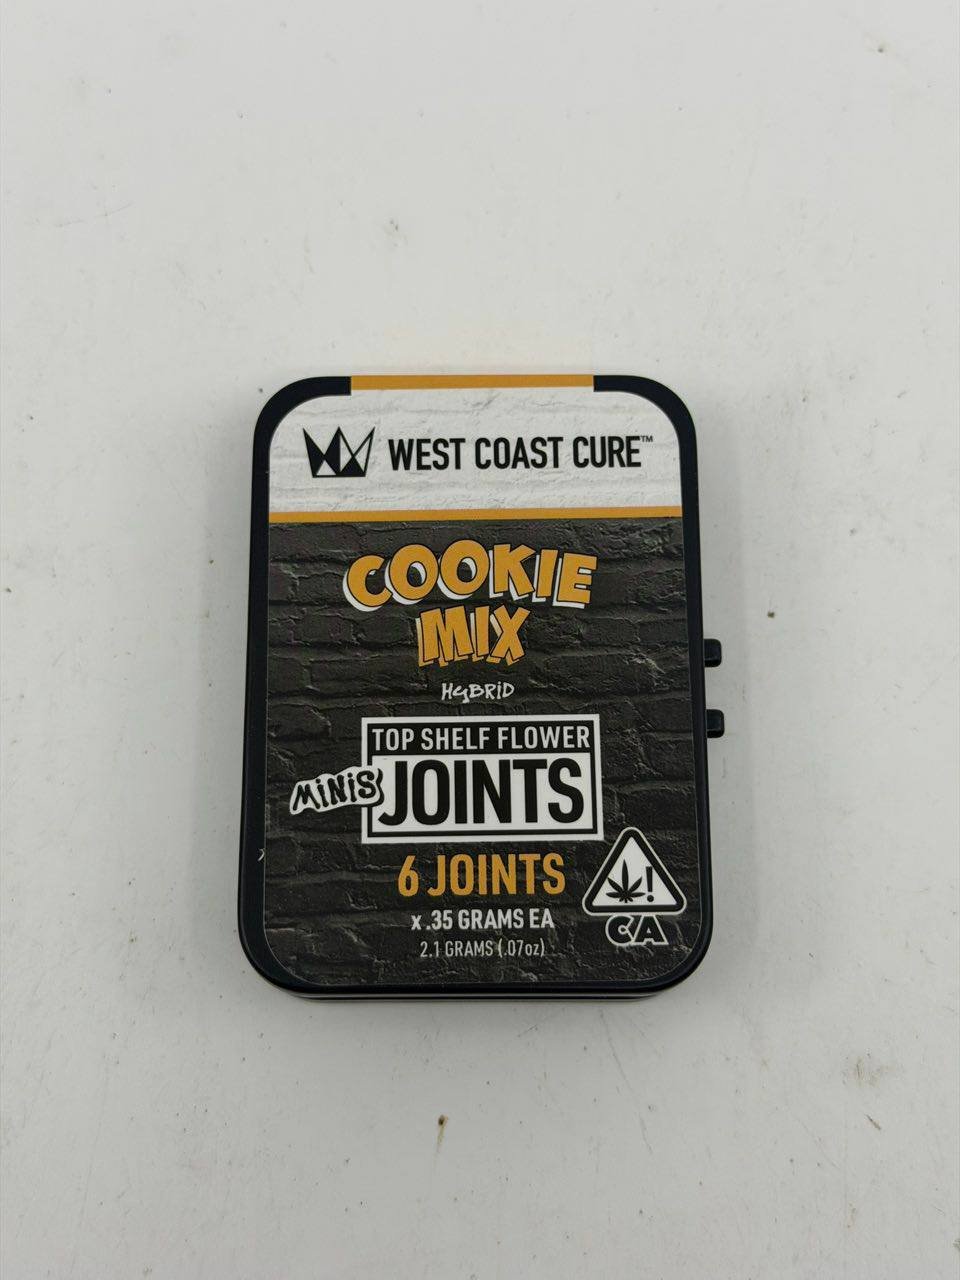 WEST COAST CURE™
COOKIE
MIX
HYBRiD
TOP SHELF FLOWER
MiNiS
JOINTS
6 JOINTS
x .35 GRAMS EA
2.1 GRAMS (.07oz)
!
CA